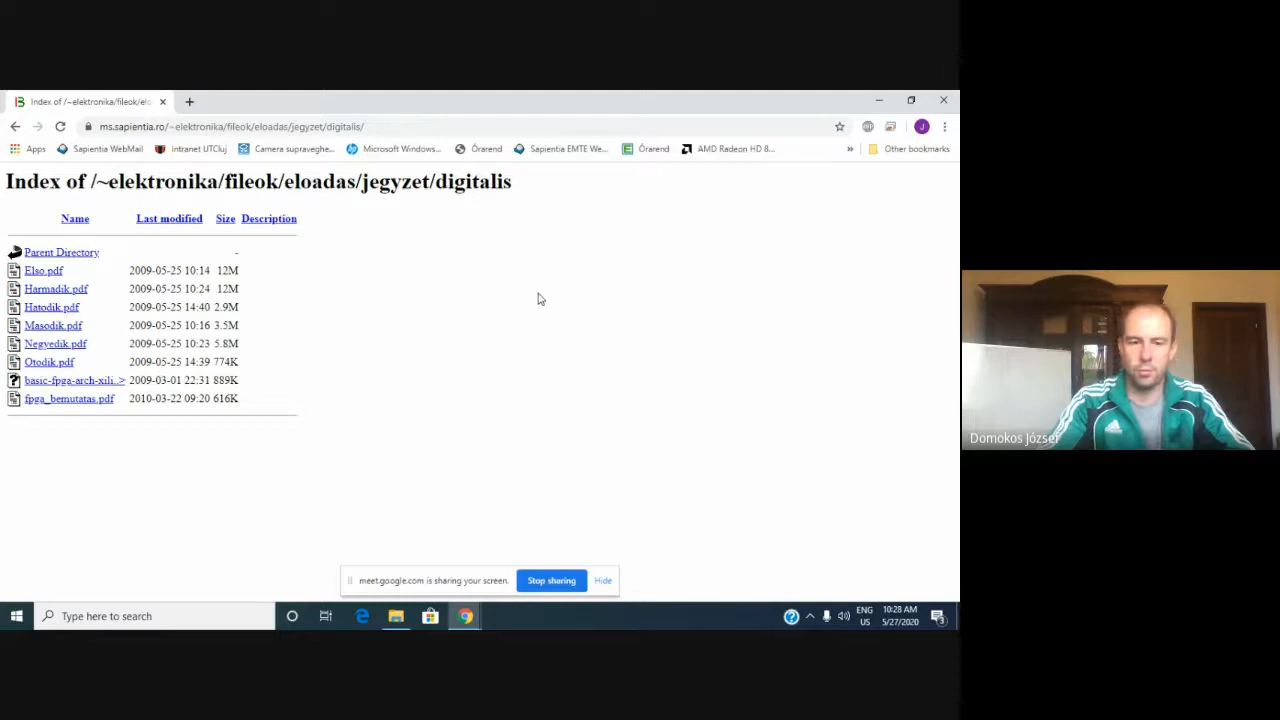 Index of /~elektronika/fileok/elo
ms.sapientia.ro/~elektronika/fileok/eloadas/jegyzet/digitalis/
Apps Sapientia WebMail Intranet UTCluj Camera supraveghe... Microsoft Windows... Órarend Sapientia EMTE We... Órarend AMD Radeon HD 8... » Other bookmarks
Index of /~elektronika/fileok/eloadas/jegyzet/digitalis
Name Last modified Size Description
Parent Directory -
Elso.pdf 2009-05-25 10:14 12M
Harmadik.pdf 2009-05-25 10:24 12M
Hatodik.pdf 2009-05-25 14:40 2.9M
Masodik.pdf 2009-05-25 10:16 3.5M
Negyedik.pdf 2009-05-25 10:23 5.8M
Otodik.pdf 2009-05-25 14:39 774K
basic-fpga-arch-xili..> 2009-03-01 22:31 889K
fpga_bemutatas.pdf 2010-03-22 09:20 616K
Domokos József
meet.google.com is sharing your screen. Stop sharing Hide
Type here to search
ENG 10:28 AM
US 5/27/2020